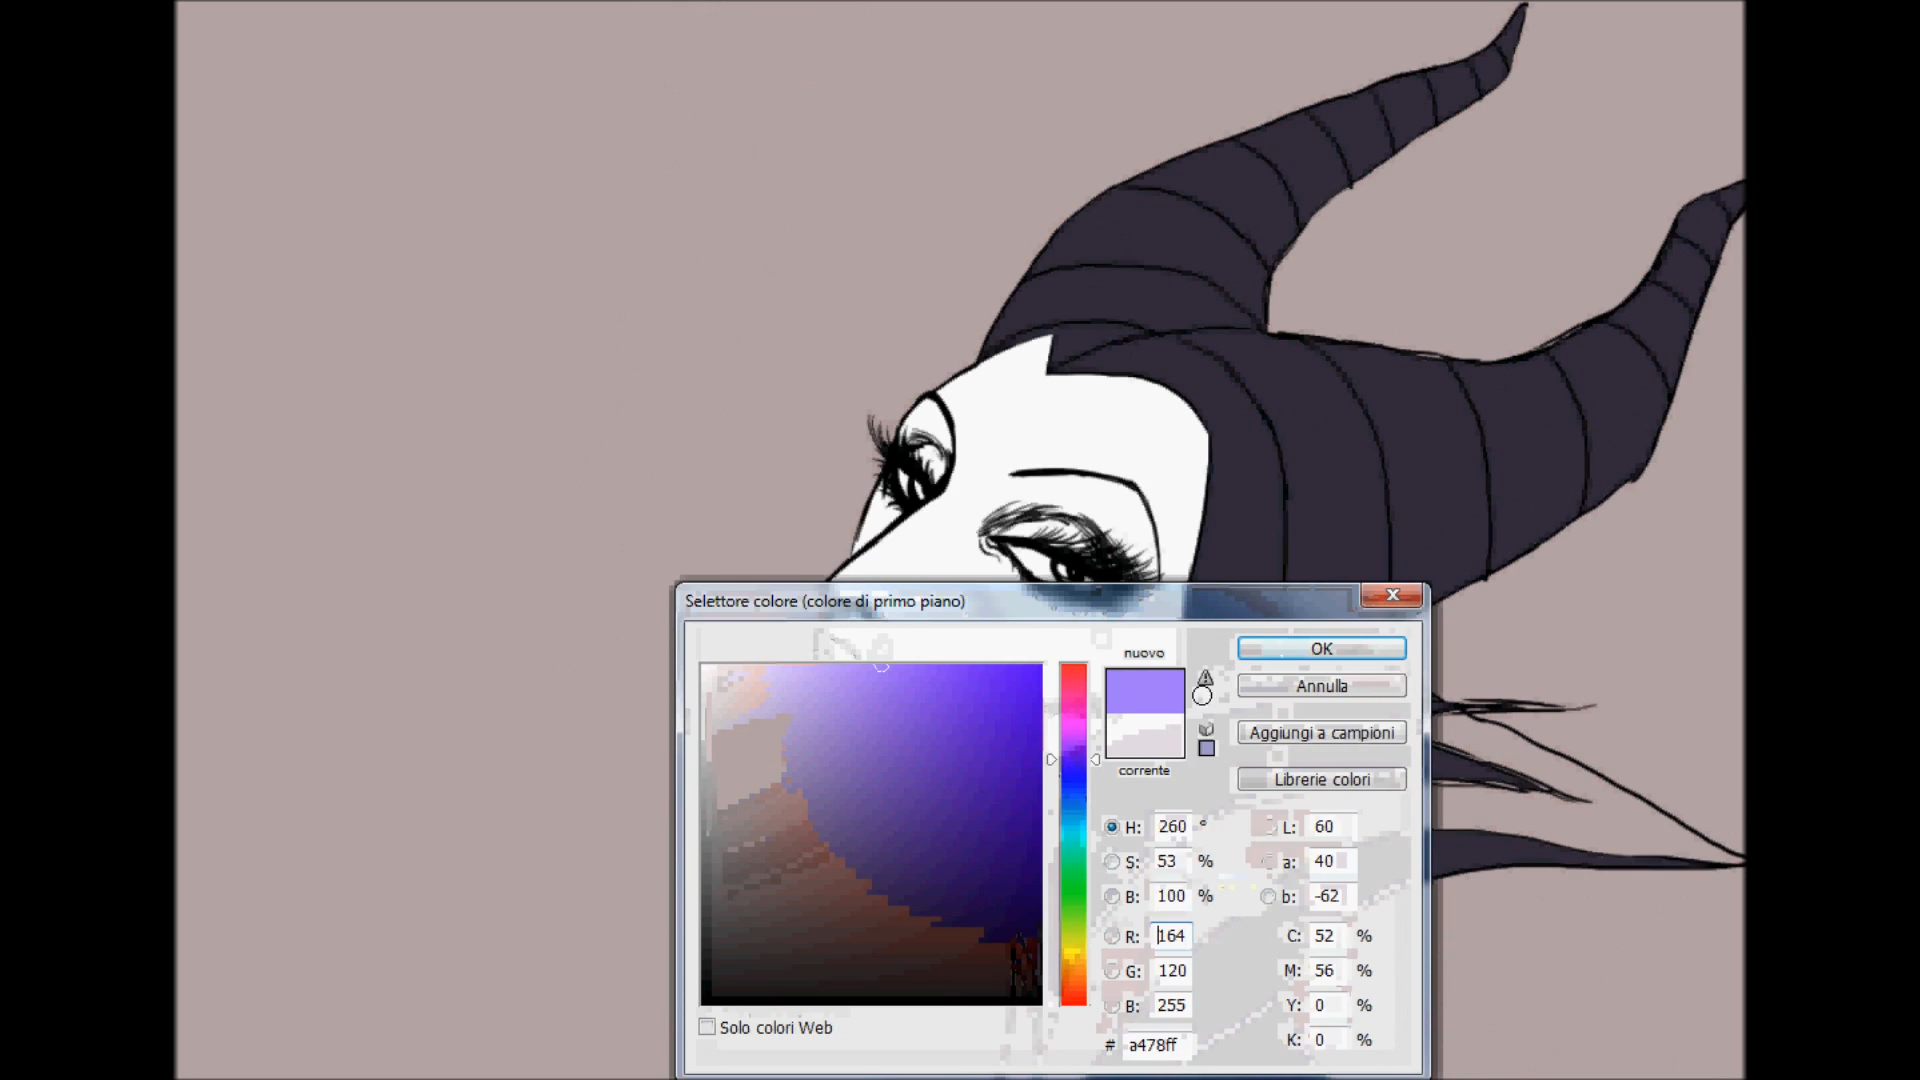 Selettore colore (colore di primo piano)
nuovo
corrente
OK
Annulla
Aggiungi a campioni
Librerie colori
H: 260 °
S: 53 %
B: 100 %
R: 164
G: 120
B: 255
# a478ff
L: 60
a: 40
b: -62
C: 52 %
M: 56 %
Y: 0 %
K: 0 %
Solo colori Web